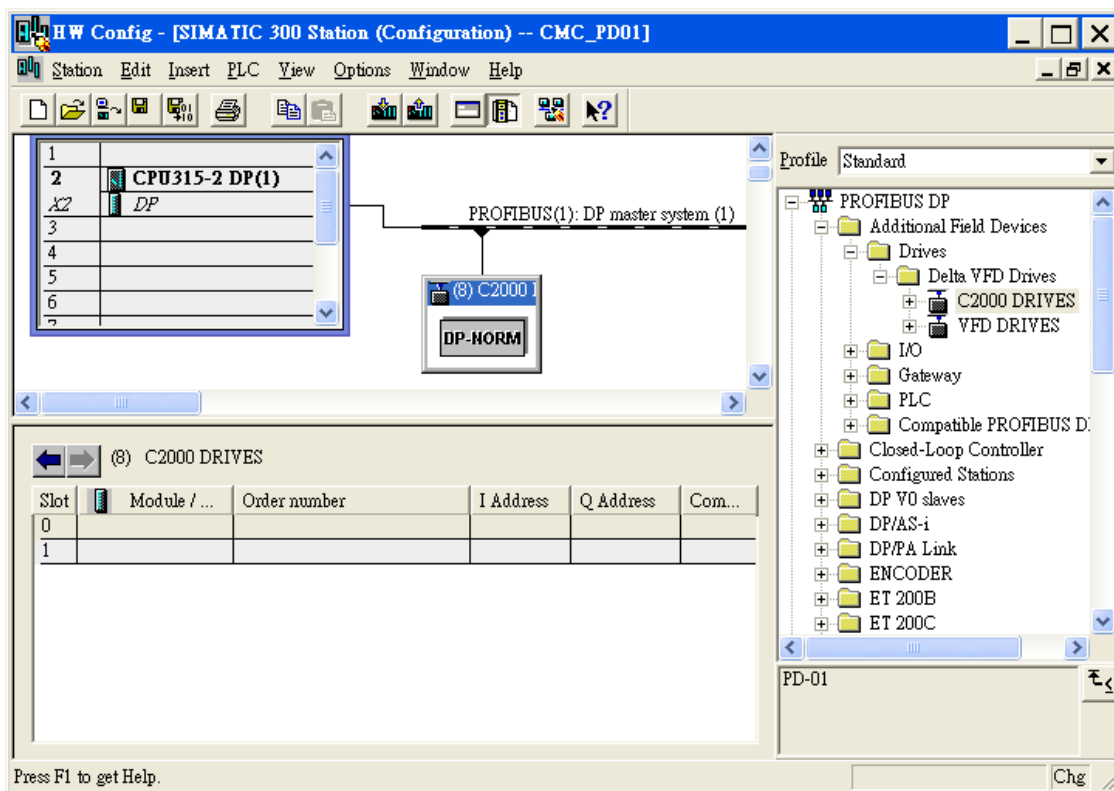 HW Config - [SIMATIC 300 Station (Configuration) -- CMC_PD01]
Station Edit Insert PLC View Options Window Help
1
2 CPU315-2 DP(1)
X2 DP
3
4
5
6
PROFIBUS(1): DP master system (1)
(8) C2000
DP-NORM
(8) C2000 DRIVES
Slot Module / ... Order number I Address Q Address Com...
0
1
Profile Standard
PROFIBUS DP
Additional Field Devices
Drives
Delta VFD Drives
C2000 DRIVES
VFD DRIVES
I/O
Gateway
PLC
Compatible PROFIBUS D
Closed-Loop Controller
Configured Stations
DP V0 slaves
DP/AS-i
DP/PA Link
ENCODER
ET 200B
ET 200C
PD-01
Press F1 to get Help.
Chg